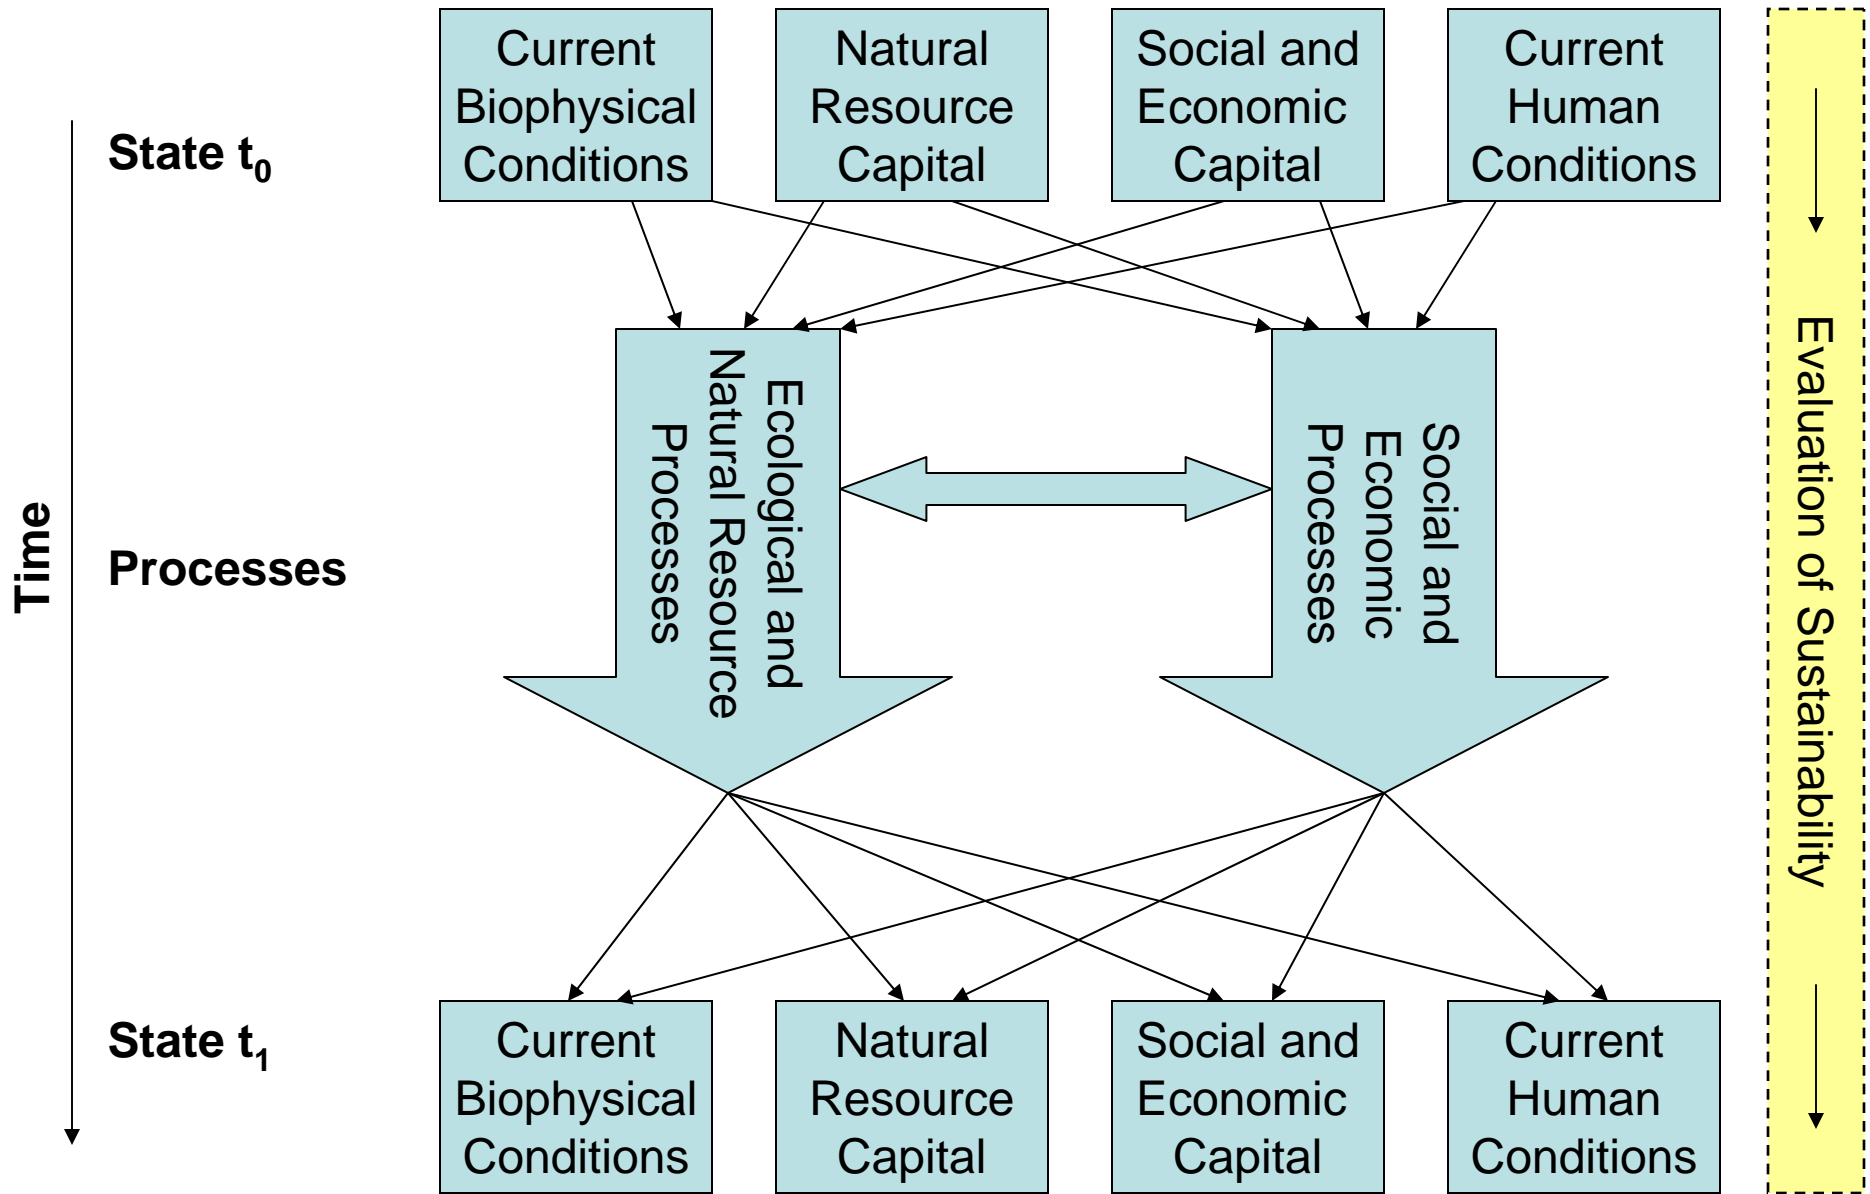 Current
Biophysical
Conditions
Natural
Resource
Capital
Social and
Economic
Capital
Current
Human
Conditions
State t₀
Time
Processes
Ecological and
Natural Resource
Processes
Social and
Economic
Processes
Evaluation of Sustainability
State t₁
Current
Biophysical
Conditions
Natural
Resource
Capital
Social and
Economic
Capital
Current
Human
Conditions